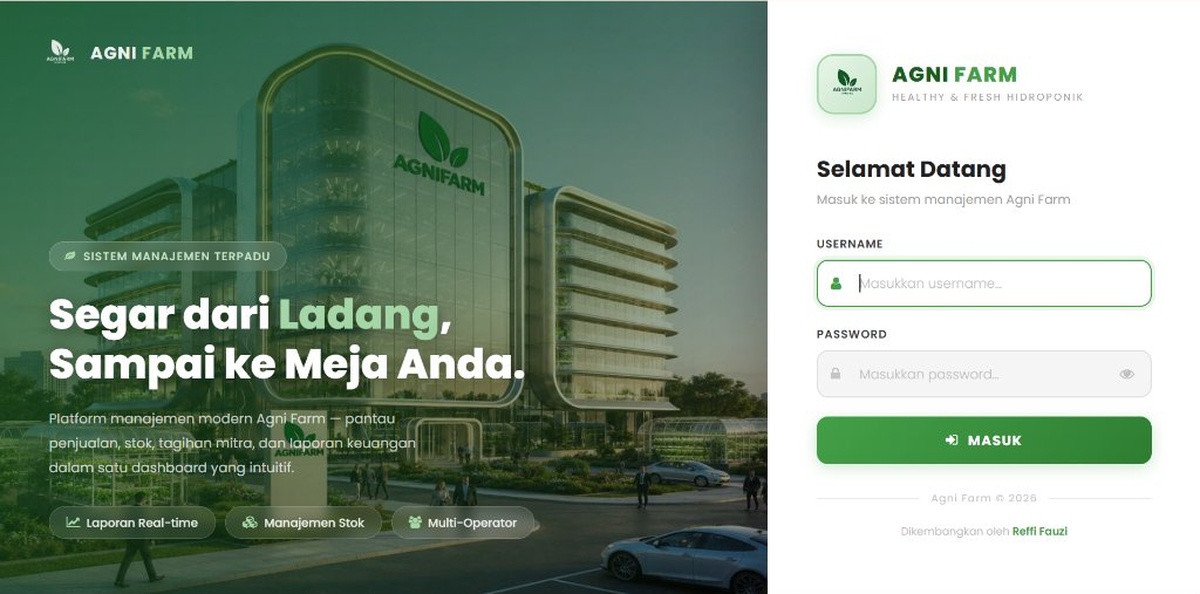 AGNIFARM
AGNI FARM
AGNIFARM
SISTEM MANAJEMEN TERPADU
Segar dari Ladang,
Sampai ke Meja Anda.
Platform manajemen modern Agni Farm — pantau
penjualan, stok, tagihan mitra, dan laporan keuangan
dalam satu dashboard yang intuitif.
AGNIFARM
Laporan Real-time
Manajemen Stok
Multi-Operator
AGNIFARM
AGNI FARM
HEALTHY & FRESH HIDROPONIK
Selamat Datang
Masuk ke sistem manajemen Agni Farm
USERNAME
Masukkan username...
PASSWORD
Masukkan password...
MASUK
Agni Farm © 2026
Dikembangkan oleh Reffi Fauzi